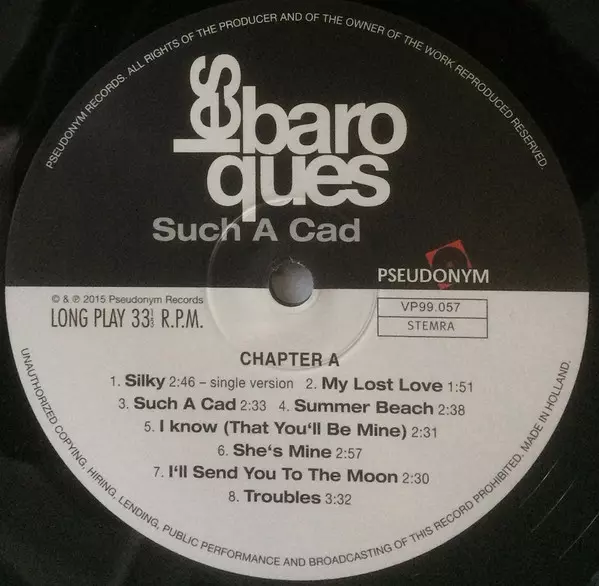 PSEUDONYM RECORDS. ALL RIGHTS OF THE PRODUCER AND OF THE OWNER OF THE WORK REPRODUCED RESERVED.
les
baro
ques
Such A Cad
PSEUDONYM
© & ℗ 2015 Pseudonym Records
LONG PLAY 33⅓ R.P.M.
VP99.057
STEMRA
CHAPTER A
1. Silky 2:46 – single version 2. My Lost Love 1:51
3. Such A Cad 2:33 4. Summer Beach 2:38
5. I know (That You'll Be Mine) 2:31
6. She's Mine 2:57
7. I'll Send You To The Moon 2:30
8. Troubles 3:32
UNAUTHORIZED COPYING, HIRING, LENDING, PUBLIC PERFORMANCE AND BROADCASTING OF THIS RECORD PROHIBITED. MADE IN HOLLAND.